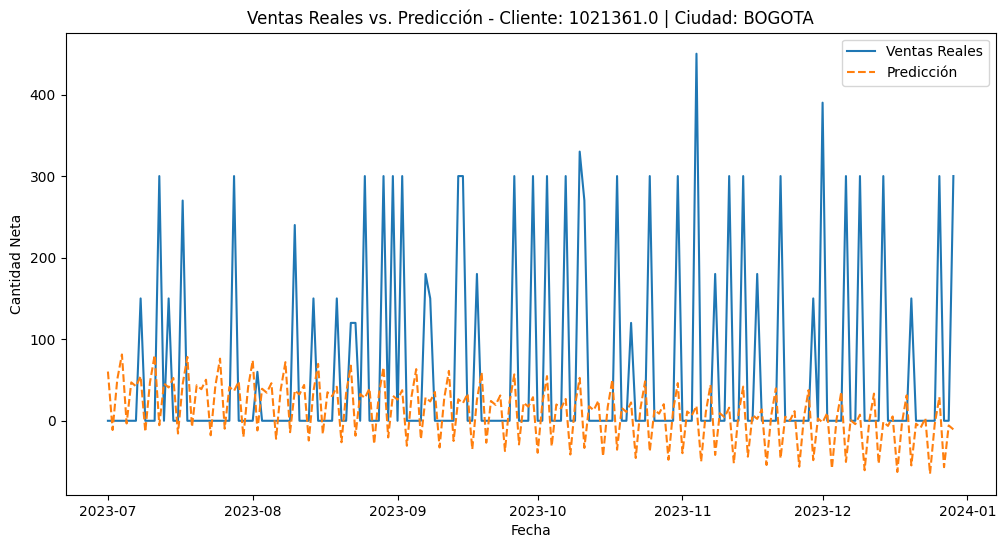 Ventas Reales vs. Predicción - Cliente: 1021361.0 | Ciudad: BOGOTA
Ventas Reales
Predicción
Cantidad Neta
400
300
200
100
0
2023-07
2023-08
2023-09
2023-10
2023-11
2023-12
2024-01
Fecha